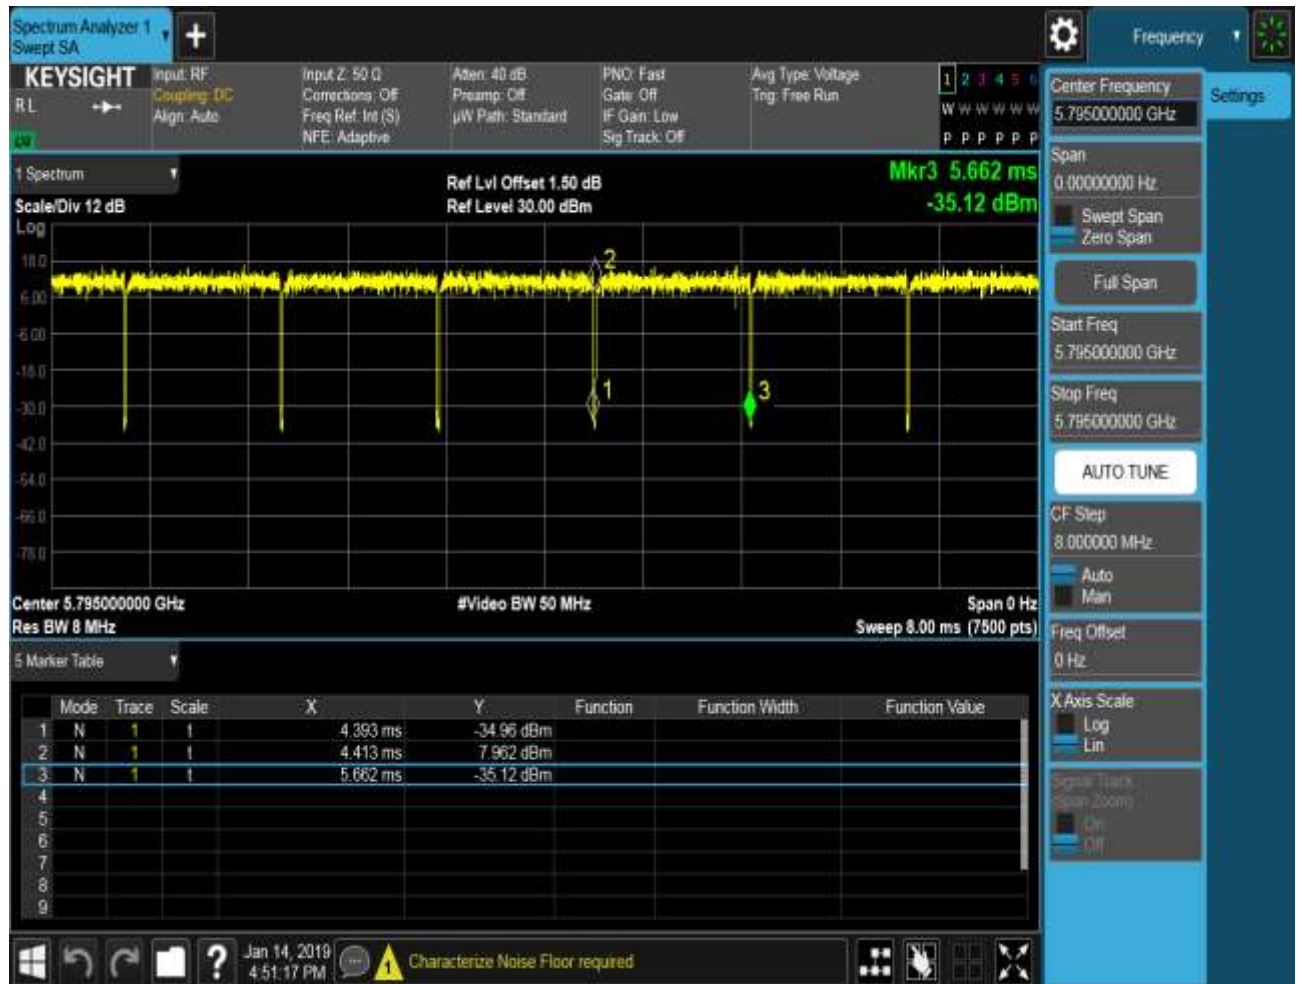 Spectrum Analyzer 1
Swept SA
Frequency
KEYSIGHT
Input: RF
Input Z: 50 Ω
Atten: 40 dB
PNO: Fast
Avg Type: Voltage
1 2 3 4 5 6
R L
Coupling: DC
Corrections: Off
Preamp: Off
Gate: Off
Trig: Free Run
W W W W W W
Align: Auto
Freq Ref: Int (S)
µW Path: Standard
IF Gain: Low
NFE: Adaptive
Sig Track: Off
P P P P P P
1 Spectrum
Ref Lvl Offset 1.50 dB
Mkr3 5.662 ms
Scale/Div 12 dB
Ref Level 30.00 dBm
-35.12 dBm
Log
18.0
6.00
-6.00
-18.0
-30.0
-42.0
-54.0
-66.0
-78.0
2
1
3
Center 5.795000000 GHz
#Video BW 50 MHz
Span 0 Hz
Res BW 8 MHz
Sweep 8.00 ms (7500 pts)
5 Marker Table
Mode Trace Scale X Y Function Function Width Function Value
1 N 1 t 4.393 ms -34.96 dBm
2 N 1 t 4.413 ms 7.962 dBm
3 N 1 t 5.662 ms -35.12 dBm
4
5
6
7
8
9
Center Frequency
5.795000000 GHz
Settings
Span
0.00000000 Hz
Swept Span
Zero Span
Full Span
Start Freq
5.795000000 GHz
Stop Freq
5.795000000 GHz
AUTO TUNE
CF Step
8.000000 MHz
Auto
Man
Freq Offset
0 Hz
X Axis Scale
Log
Lin
Signal Track
(Span Zoom)
On
Off
?
Jan 14, 2019
4:51:17 PM
1
Characterize Noise Floor required